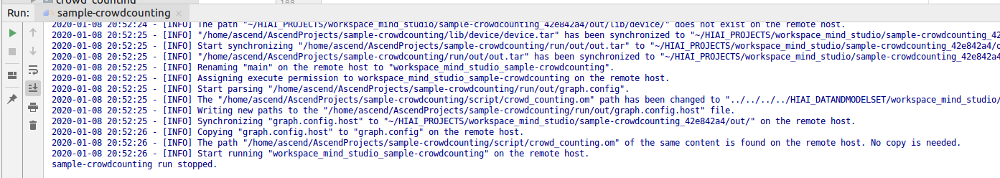 crowd_counting
108
Run: sample-crowdcounting
2020-01-08 20:52:24 - [INFO] The path "~/HIAI_PROJECTS/workspace_mind_studio/sample-crowdcounting_42e842a4/out/lib/device/" does not exist on the remote host.
2020-01-08 20:52:25 - [INFO] "/home/ascend/AscendProjects/sample-crowdcounting/lib/device/device.tar" has been synchronized to "~/HIAI_PROJECTS/workspace_mind_studio/sample-crowdcounting_42
2020-01-08 20:52:25 - [INFO] Start synchronizing "/home/ascend/AscendProjects/sample-crowdcounting/run/out/out.tar" to "~/HIAI_PROJECTS/workspace_mind_studio/sample-crowdcounting_42e842a4/o
2020-01-08 20:52:25 - [INFO] "/home/ascend/AscendProjects/sample-crowdcounting/run/out/out.tar" has been synchronized to "~/HIAI_PROJECTS/workspace_mind_studio/sample-crowdcounting_42e842a4
2020-01-08 20:52:25 - [INFO] Renaming "main" on the remote host to "workspace_mind_studio_sample-crowdcounting".
2020-01-08 20:52:25 - [INFO] Assigning execute permission to workspace_mind_studio_sample-crowdcounting on the remote host.
2020-01-08 20:52:25 - [INFO] Start parsing "/home/ascend/AscendProjects/sample-crowdcounting/run/out/graph.config".
2020-01-08 20:52:25 - [INFO] The "/home/ascend/AscendProjects/sample-crowdcounting/script/crowd_counting.om" path has been changed to "../../../../HIAI_DATANDMODELSET/workspace_mind_studio/
2020-01-08 20:52:25 - [INFO] Writing new paths to the "/home/ascend/AscendProjects/sample-crowdcounting/run/out/graph.config.host" file.
2020-01-08 20:52:25 - [INFO] Synchronizing "graph.config.host" to "~/HIAI_PROJECTS/workspace_mind_studio/sample-crowdcounting_42e842a4/out/" on the remote host.
2020-01-08 20:52:26 - [INFO] Copying "graph.config.host" to "graph.config" on the remote host.
2020-01-08 20:52:26 - [INFO] The path "/home/ascend/AscendProjects/sample-crowdcounting/script/crowd_counting.om" of the same content is found on the remote host. No copy is needed.
2020-01-08 20:52:26 - [INFO] Start running "workspace_mind_studio_sample-crowdcounting" on the remote host.
sample-crowdcounting run stopped.